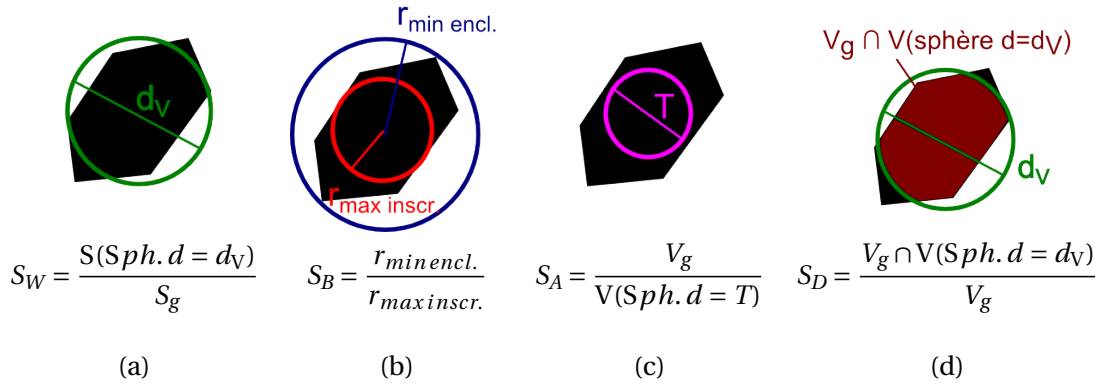 d_V
r_min encl.
r_max inscr.
T
V_g ∩ V(sphère d=d_V)
d_V
S_W = S(Sph. d = d_V) / S_g
S_B = r_min encl. / r_max inscr.
S_A = V_g / V(Sph. d = T)
S_D = V_g ∩ V(Sph. d = d_V) / V_g
(a)
(b)
(c)
(d)